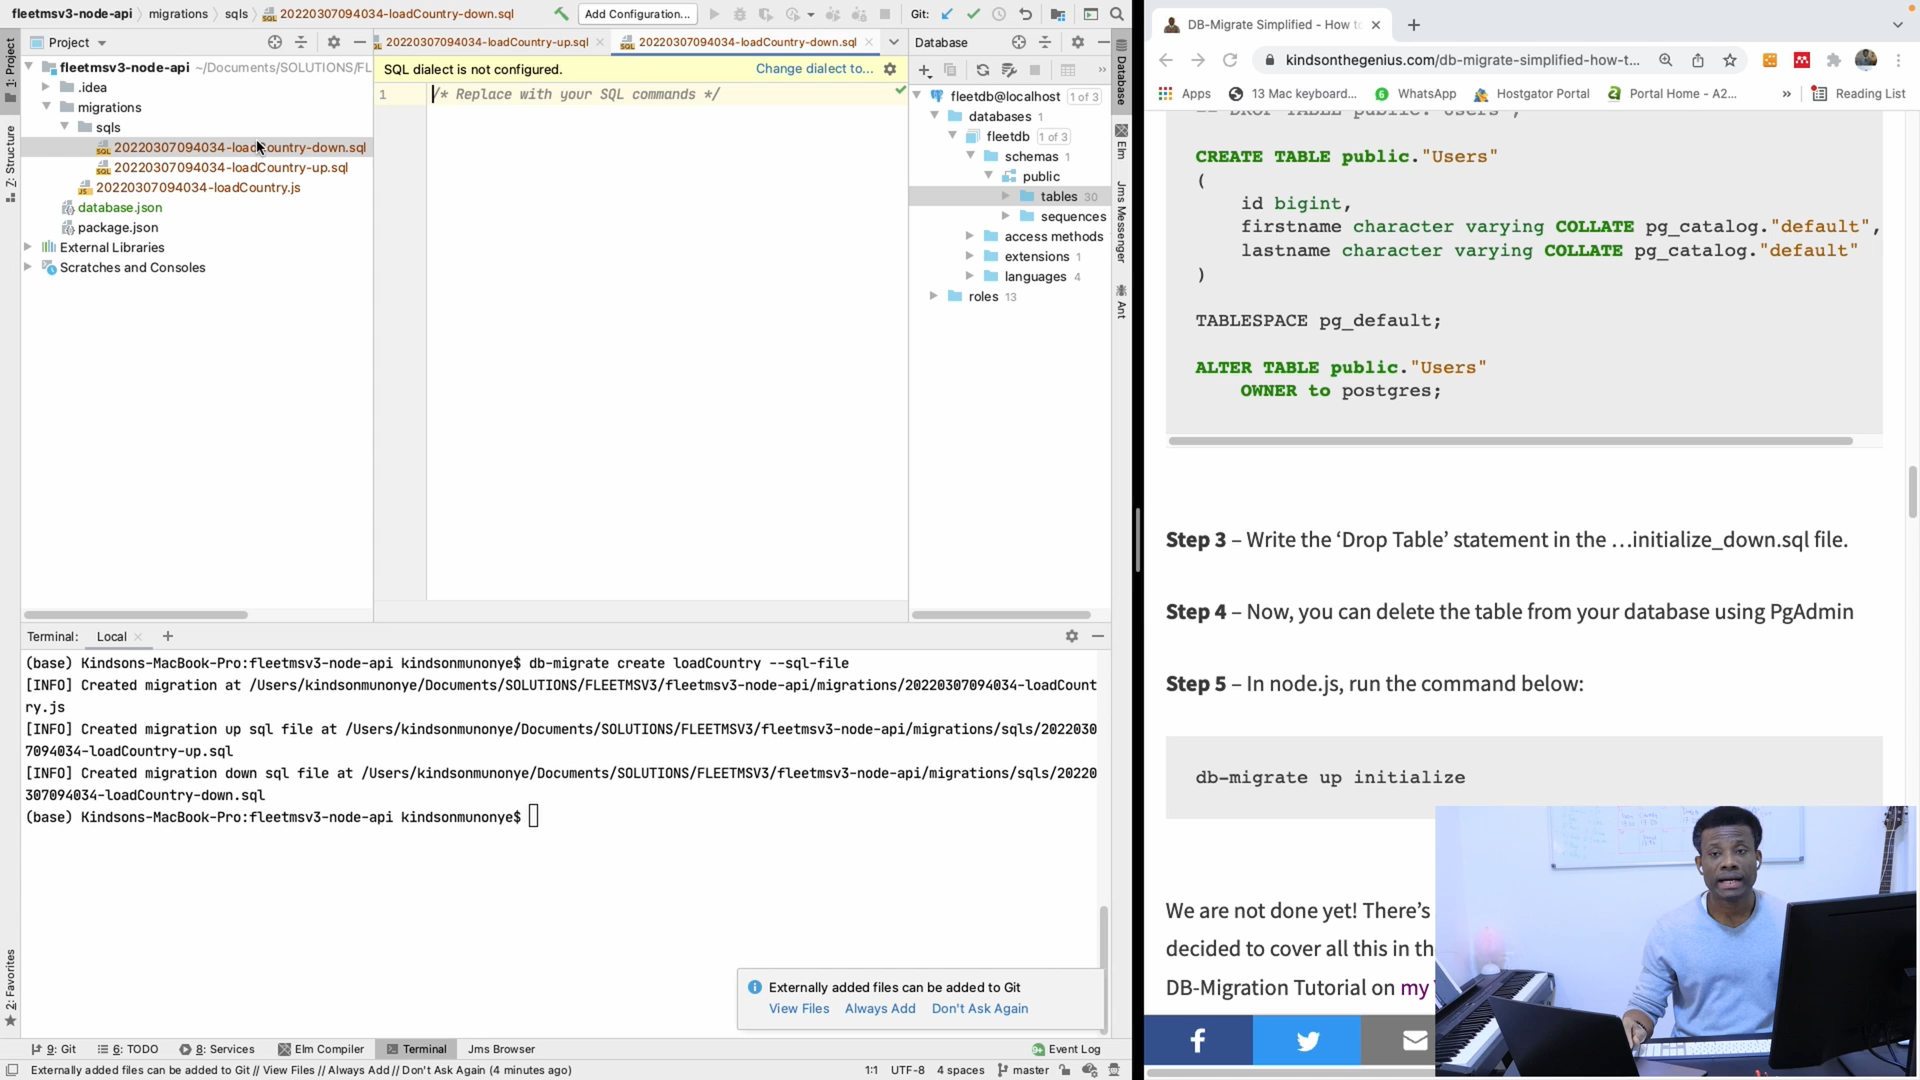 fleetmsv3-node-api migrations sqls 20220307094034-loadCountry-down.sql Add Configuration... Git:
Project
fleetmsv3-node-api ~/Documents/SOLUTIONS/FL
.idea
migrations
sqls
20220307094034-loadCountry-down.sql
20220307094034-loadCountry-up.sql
20220307094034-loadCountry.js
database.json
package.json
External Libraries
Scratches and Consoles
1: Project
Z: Structure
2: Favorites
20220307094034-loadCountry-up.sql 20220307094034-loadCountry-down.sql
SQL dialect is not configured. Change dialect to...
1 /* Replace with your SQL commands */
Database
fleetdb@localhost 1 of 3
databases 1
fleetdb 1 of 3
schemas 1
public
tables 30
sequences
access methods
extensions 1
languages 4
roles 13
Database
Elm
Jms Messenger
Ant
Terminal: Local
(base) Kindsons-MacBook-Pro:fleetmsv3-node-api kindsonmunonye$ db-migrate create loadCountry --sql-file
[INFO] Created migration at /Users/kindsonmunonye/Documents/SOLUTIONS/FLEETMSV3/fleetmsv3-node-api/migrations/20220307094034-loadCount
ry.js
[INFO] Created migration up sql file at /Users/kindsonmunonye/Documents/SOLUTIONS/FLEETMSV3/fleetmsv3-node-api/migrations/sqls/2022030
7094034-loadCountry-up.sql
[INFO] Created migration down sql file at /Users/kindsonmunonye/Documents/SOLUTIONS/FLEETMSV3/fleetmsv3-node-api/migrations/sqls/20220
307094034-loadCountry-down.sql
(base) Kindsons-MacBook-Pro:fleetmsv3-node-api kindsonmunonye$
Externally added files can be added to Git
View Files Always Add Don't Ask Again
9: Git 6: TODO 8: Services Elm Compiler Terminal Jms Browser Event Log
Externally added files can be added to Git // View Files // Always Add // Don't Ask Again (4 minutes ago) 1:1 UTF-8 4 spaces master
DB-Migrate Simplified - How to
kindsonthegenius.com/db-migrate-simplified-how-t...
Apps 13 Mac keyboard... WhatsApp Hostgator Portal Portal Home - A2... » Reading List
-- DROP TABLE public."Users";
CREATE TABLE public."Users"
(
id bigint,
firstname character varying COLLATE pg_catalog."default",
lastname character varying COLLATE pg_catalog."default"
)
TABLESPACE pg_default;
ALTER TABLE public."Users"
OWNER to postgres;
Step 3 – Write the ‘Drop Table’ statement in the …initialize_down.sql file.
Step 4 – Now, you can delete the table from your database using PgAdmin
Step 5 – In node.js, run the command below:
db-migrate up initialize
We are not done yet! There’s
decided to cover all this in th
DB-Migration Tutorial on my